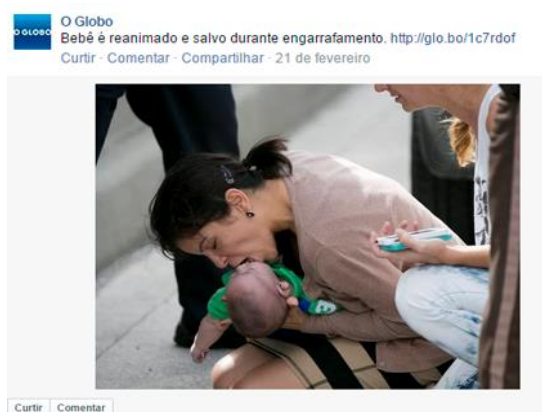 O GLOBO
O Globo
Bebê é reanimado e salvo durante engarrafamento. http://glo.bo/1c7rdof
Curtir · Comentar · Compartilhar · 21 de fevereiro
Curtir Comentar